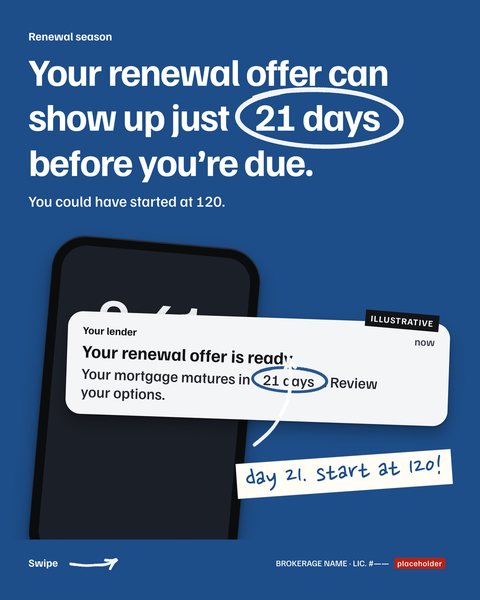 Renewal season
Your renewal offer can
show up just 21 days
before you're due.
You could have started at 120.
ILLUSTRATIVE
Your lender
now
Your renewal offer is ready.
Your mortgage matures in 21 days Review
your options.
day 21. start at 120!
Swipe
BROKERAGE NAME · LIC. #——
placeholder